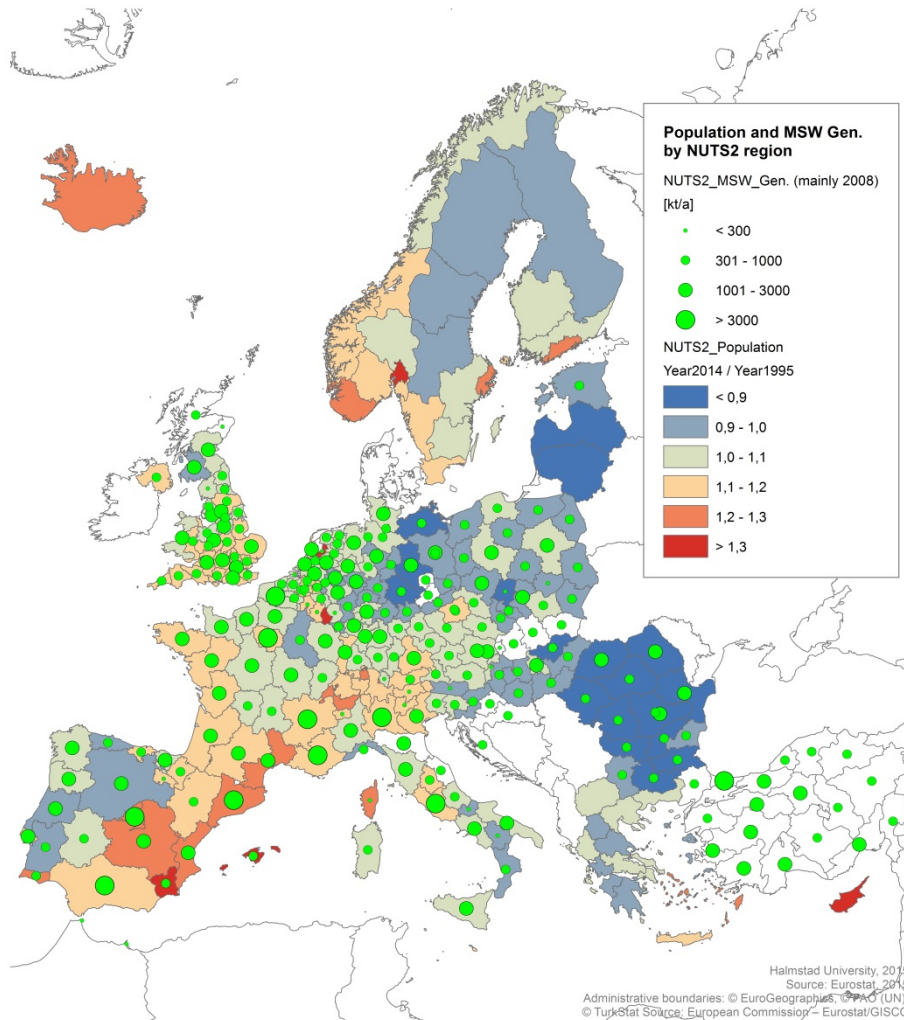 Population and MSW Gen.
by NUTS2 region
NUTS2_MSW_Gen. (mainly 2008)
[kt/a]
< 300
301 - 1000
1001 - 3000
> 3000
NUTS2_Population
Year2014 / Year1995
< 0,9
0,9 - 1,0
1,0 - 1,1
1,1 - 1,2
1,2 - 1,3
> 1,3
Halmstad University, 201
Source: Eurostat, 201
Administrative boundaries: © EuroGeographics, © FAO (UN)
© TurkStat Source: European Commission – Eurostat/GISCO